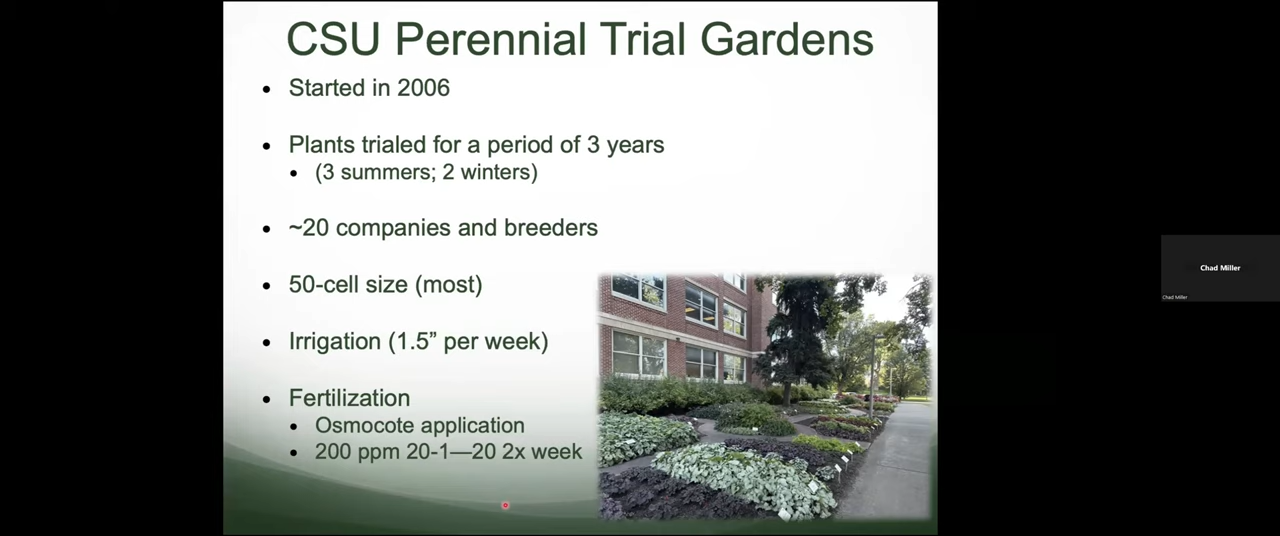 CSU Perennial Trial Gardens
• Started in 2006
• Plants trialed for a period of 3 years
• (3 summers; 2 winters)
• ~20 companies and breeders
• 50-cell size (most)
• Irrigation (1.5” per week)
• Fertilization
• Osmocote application
• 200 ppm 20-1—20 2x week
Chad Miller
Chad Miller